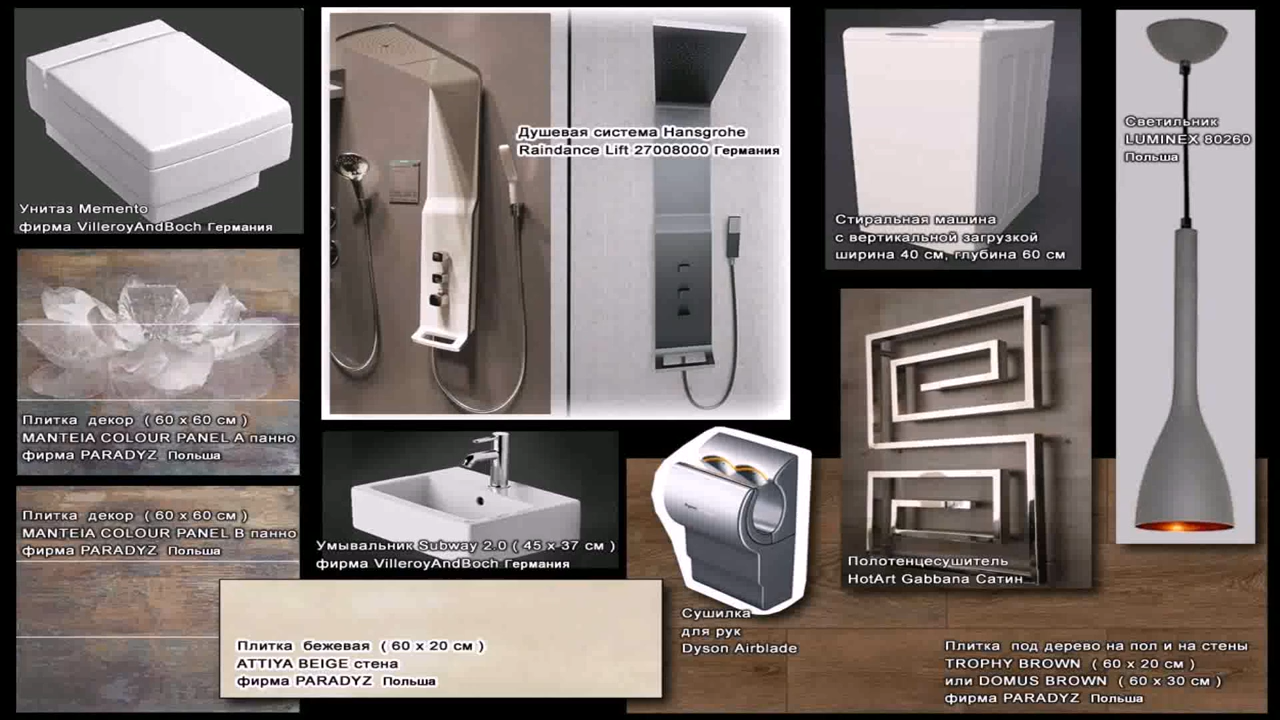 Унитаз Memento
фирма VilleroyAndBoch Германия
Душевая система Hansgrohe
Raindance Lift 27008000 Германия
Стиральная машина
с вертикальной загрузкой
ширина 40 см, глубина 60 см
Светильник
LUMINEX 80260
Польша
Плитка декор ( 60 х 60 см )
MANTEIA COLOUR PANEL A панно
фирма PARADYZ Польша
Плитка декор ( 60 х 60 см )
MANTEIA COLOUR PANEL B панно
фирма PARADYZ Польша
Умывальник Subway 2.0 ( 45 х 37 см )
фирма VilleroyAndBoch Германия
Полотенцесушитель
HotArt Gabbana Сатин
Сушилка
для рук
Dyson Airblade
Плитка бежевая ( 60 х 20 см )
ATTIYA BEIGE стена
фирма PARADYZ Польша
Плитка под дерево на пол и на стены
TROPHY BROWN ( 60 х 20 см )
или DOMUS BROWN ( 60 х 30 см )
фирма PARADYZ Польша